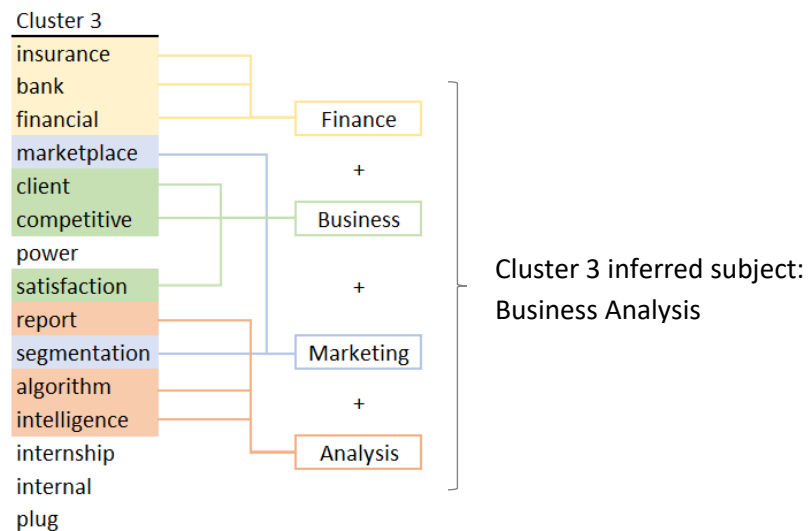 Cluster 3
insurance
bank
financial
marketplace
client
competitive
power
satisfaction
report
segmentation
algorithm
intelligence
internship
internal
plug
Finance
+
Business
+
Marketing
+
Analysis
Cluster 3 inferred subject:
Business Analysis